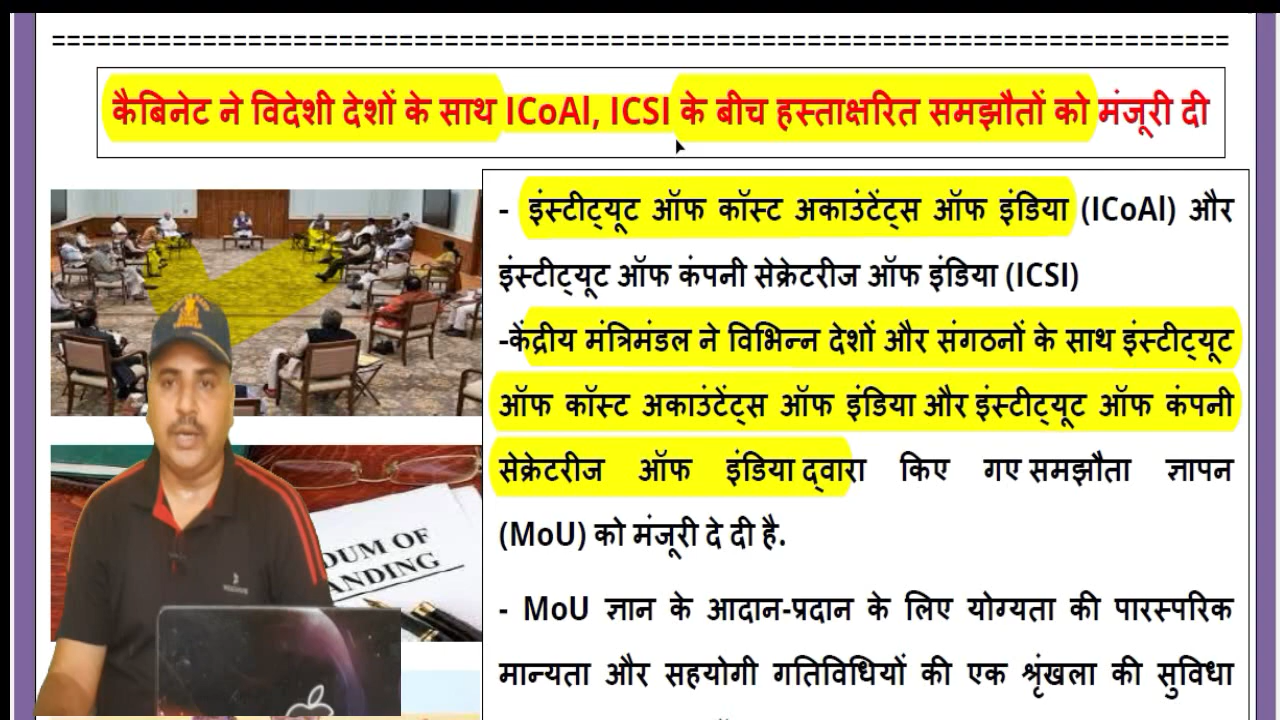 ================================================================================
कैबिनेट ने विदेशी देशों के साथ ICoAI, ICSI के बीच हस्ताक्षरित समझौतों को मंजूरी दी
- इंस्टीट्यूट ऑफ कॉस्ट अकाउंटेंट्स ऑफ इंडिया (ICoAI) और
इंस्टीट्यूट ऑफ कंपनी सेक्रेटरीज ऑफ इंडिया (ICSI)
-केंद्रीय मंत्रिमंडल ने विभिन्न देशों और संगठनों के साथ इंस्टीट्यूट
ऑफ कॉस्ट अकाउंटेंट्स ऑफ इंडिया और इंस्टीट्यूट ऑफ कंपनी
सेक्रेटरीज ऑफ इंडिया द्वारा किए गए समझौता ज्ञापन
(MoU) को मंजूरी दे दी है.
- MoU ज्ञान के आदान-प्रदान के लिए योग्यता की पारस्परिक
मान्यता और सहयोगी गतिविधियों की एक श्रृंखला की सुविधा
DUM OF
ANDING